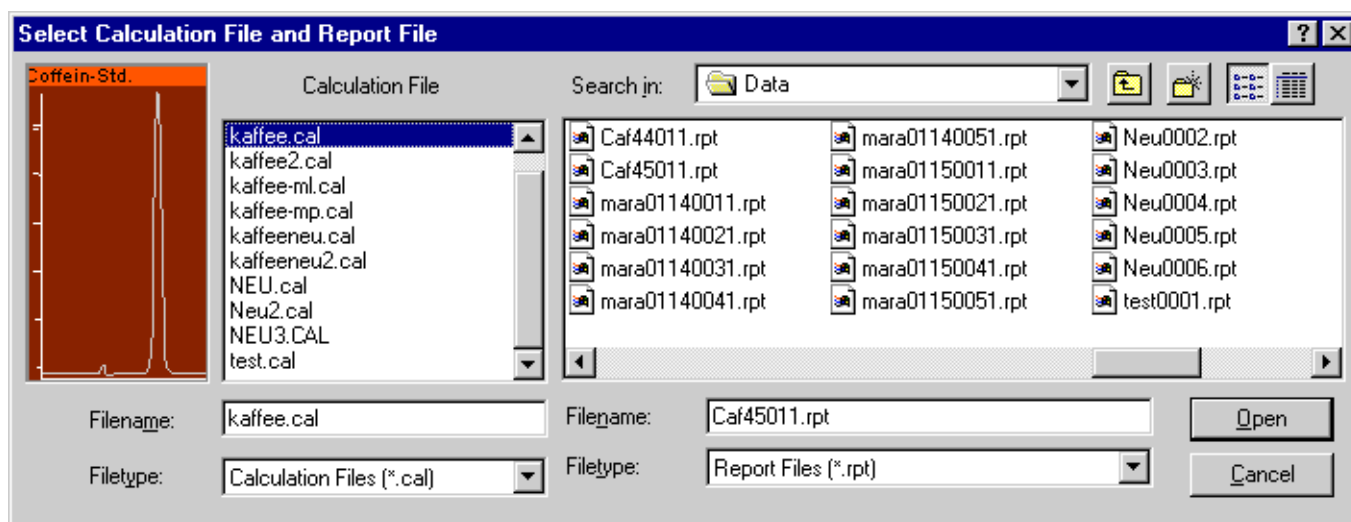 Select Calculation File and Report File
Coffein-Std.
Calculation File
Search in:
Data
kaffee.cal
kaffee2.cal
kaffee-ml.cal
kaffee-mp.cal
kaffeeneu.cal
kaffeeneu2.cal
NEU.cal
Neu2.cal
NEU3.CAL
test.cal
Caf44011.rpt
Caf45011.rpt
mara01140011.rpt
mara01140021.rpt
mara01140031.rpt
mara01140041.rpt
mara01140051.rpt
mara01150011.rpt
mara01150021.rpt
mara01150031.rpt
mara01150041.rpt
mara01150051.rpt
Neu0002.rpt
Neu0003.rpt
Neu0004.rpt
Neu0005.rpt
Neu0006.rpt
test0001.rpt
Filename:
kaffee.cal
Filetype:
Calculation Files (*.cal)
Filename:
Caf45011.rpt
Filetype:
Report Files (*.rpt)
Open
Cancel